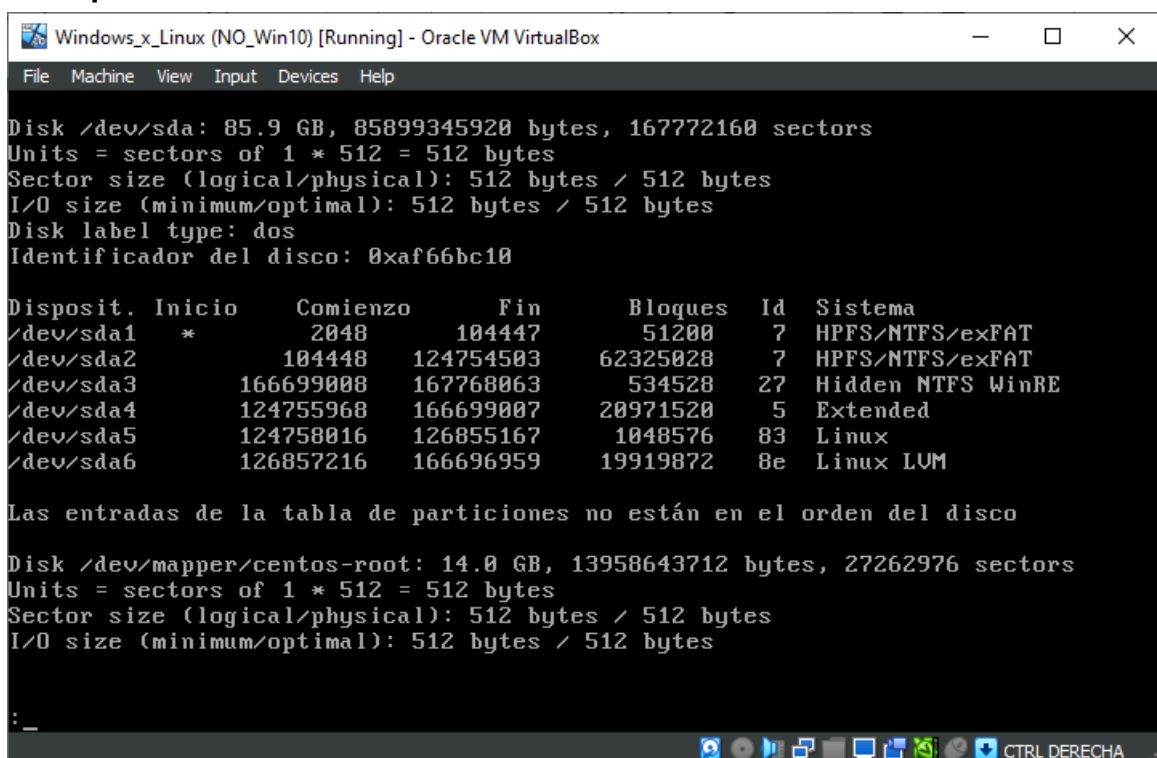 Windows_x_Linux (NO_Win10) [Running] - Oracle VM VirtualBox
File Machine View Input Devices Help
Disk /dev/sda: 85.9 GB, 85899345920 bytes, 167772160 sectors
Units = sectors of 1 * 512 = 512 bytes
Sector size (logical/physical): 512 bytes / 512 bytes
I/O size (minimum/optimal): 512 bytes / 512 bytes
Disk label type: dos
Identificador del disco: 0xaf66bc10
Disposit. Inicio Comienzo Fin Bloques Id Sistema
/dev/sda1 * 2048 104447 51200 7 HPFS/NTFS/exFAT
/dev/sda2 104448 124754503 62325028 7 HPFS/NTFS/exFAT
/dev/sda3 166699008 167768063 534528 27 Hidden NTFS WinRE
/dev/sda4 124755968 166699007 20971520 5 Extended
/dev/sda5 124758016 126855167 1048576 83 Linux
/dev/sda6 126857216 166696959 19919872 8e Linux LVM
Las entradas de la tabla de particiones no están en el orden del disco
Disk /dev/mapper/centos-root: 14.0 GB, 13958643712 bytes, 27262976 sectors
Units = sectors of 1 * 512 = 512 bytes
Sector size (logical/physical): 512 bytes / 512 bytes
I/O size (minimum/optimal): 512 bytes / 512 bytes
:_
CTRL DERECHA